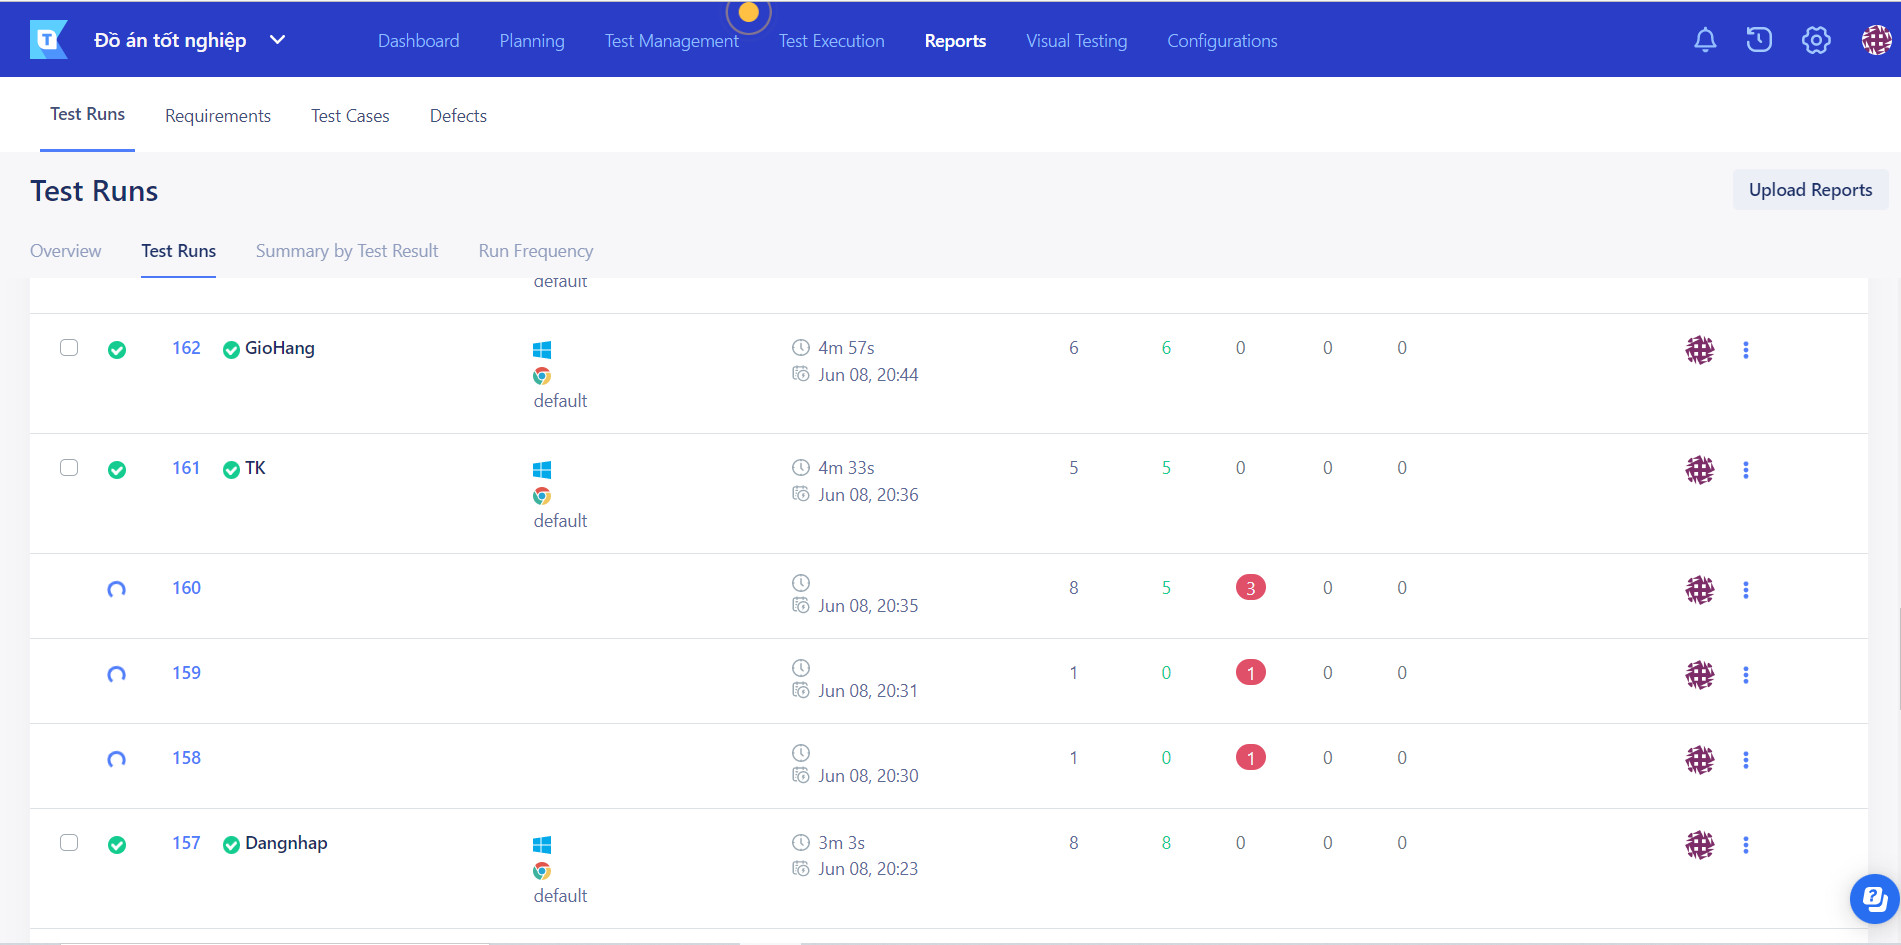 Đồ án tốt nghiệp
Dashboard Planning Test Management Test Execution Reports Visual Testing Configurations
Test Runs Requirements Test Cases Defects
Test Runs
Upload Reports
Overview Test Runs Summary by Test Result Run Frequency
default
162 GioHang 4m 57s 6 6 0 0 0
Jun 08, 20:44
default
161 TK 4m 33s 5 5 0 0 0
Jun 08, 20:36
default
160 8 5 3 0 0
Jun 08, 20:35
159 1 0 1 0 0
Jun 08, 20:31
158 1 0 1 0 0
Jun 08, 20:30
157 Dangnhap 3m 3s 8 8 0 0 0
Jun 08, 20:23
default